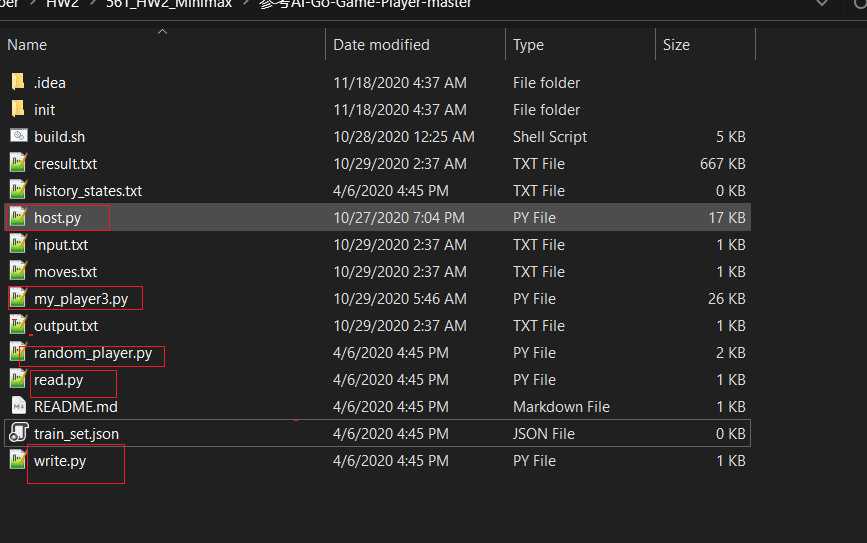 HW2 > 561_HW2_Minimax > 参考AI-Go-Game-Player-master
Name Date modified Type Size
.idea 11/18/2020 4:37 AM File folder
init 11/18/2020 4:37 AM File folder
build.sh 10/28/2020 12:25 AM Shell Script 5 KB
cresult.txt 10/29/2020 2:37 AM TXT File 667 KB
history_states.txt 4/6/2020 4:45 PM TXT File 0 KB
host.py 10/27/2020 7:04 PM PY File 17 KB
input.txt 10/29/2020 2:37 AM TXT File 1 KB
moves.txt 10/29/2020 2:37 AM TXT File 1 KB
my_player3.py 10/29/2020 5:46 AM PY File 26 KB
output.txt 10/29/2020 2:37 AM TXT File 1 KB
random_player.py 4/6/2020 4:45 PM PY File 2 KB
read.py 4/6/2020 4:45 PM PY File 1 KB
README.md 4/6/2020 4:45 PM Markdown File 1 KB
train_set.json 4/6/2020 4:45 PM JSON File 0 KB
write.py 4/6/2020 4:45 PM PY File 1 KB